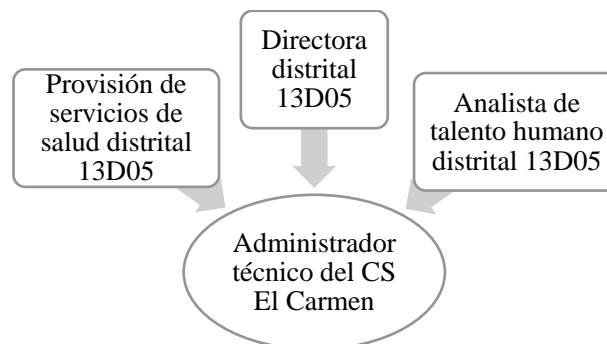 Provisión de
servicios de
salud distrital
13D05
Directora
distrital
13D05
Analista de
talento humano
distrital 13D05
Administrador
técnico del CS
El Carmen